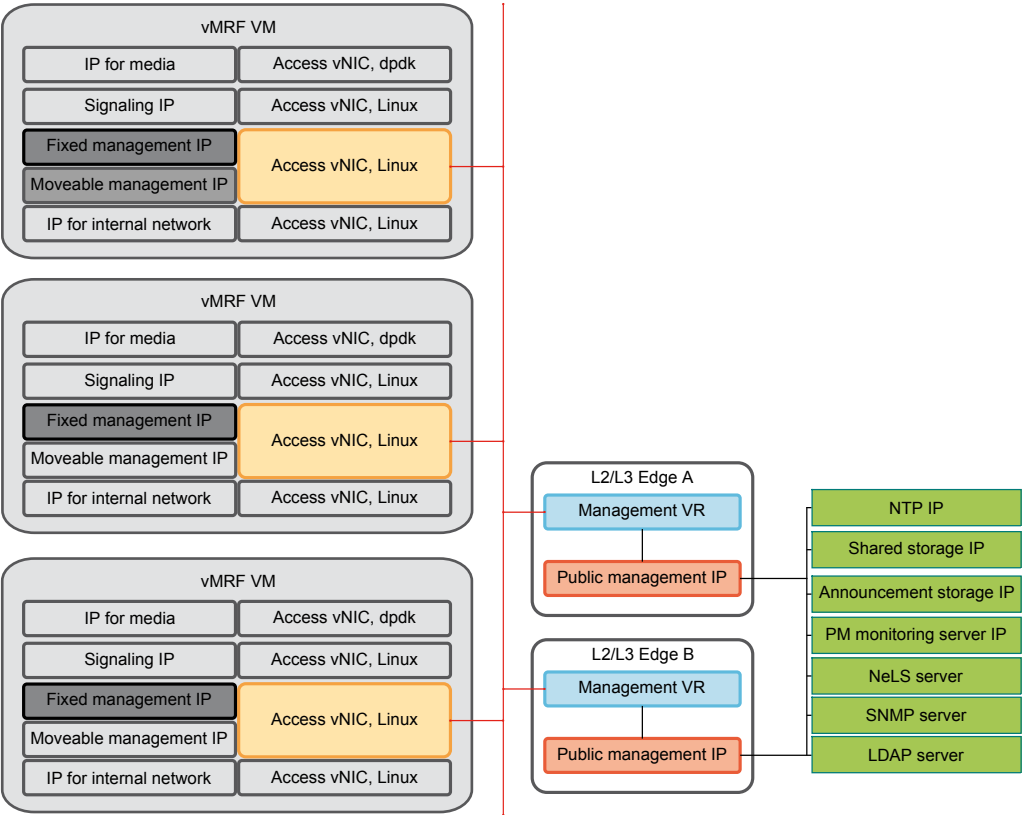 vMRF VM
IP for media
Access vNIC, dpdk
Signaling IP
Access vNIC, Linux
Fixed management IP
Access vNIC, Linux
Moveable management IP
IP for internal network
Access vNIC, Linux
vMRF VM
IP for media
Access vNIC, dpdk
Signaling IP
Access vNIC, Linux
Fixed management IP
Access vNIC, Linux
Moveable management IP
IP for internal network
Access vNIC, Linux
vMRF VM
IP for media
Access vNIC, dpdk
Signaling IP
Access vNIC, Linux
Fixed management IP
Access vNIC, Linux
Moveable management IP
IP for internal network
Access vNIC, Linux
L2/L3 Edge A
Management VR
Public management IP
L2/L3 Edge B
Management VR
Public management IP
NTP IP
Shared storage IP
Announcement storage IP
PM monitoring server IP
NeLS server
SNMP server
LDAP server